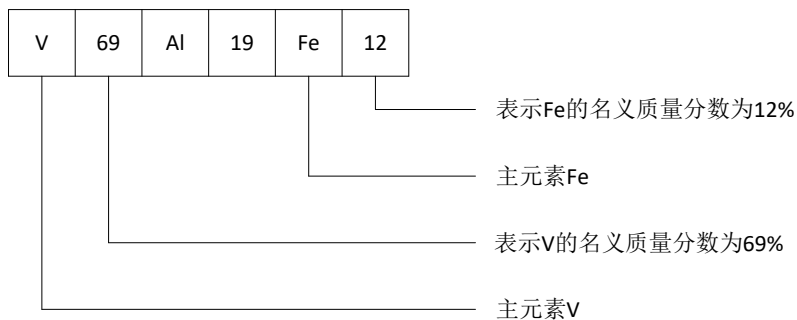 V 69 Al 19 Fe 12
表示Fe的名义质量分数为12%
主元素Fe
表示V的名义质量分数为69%
主元素V